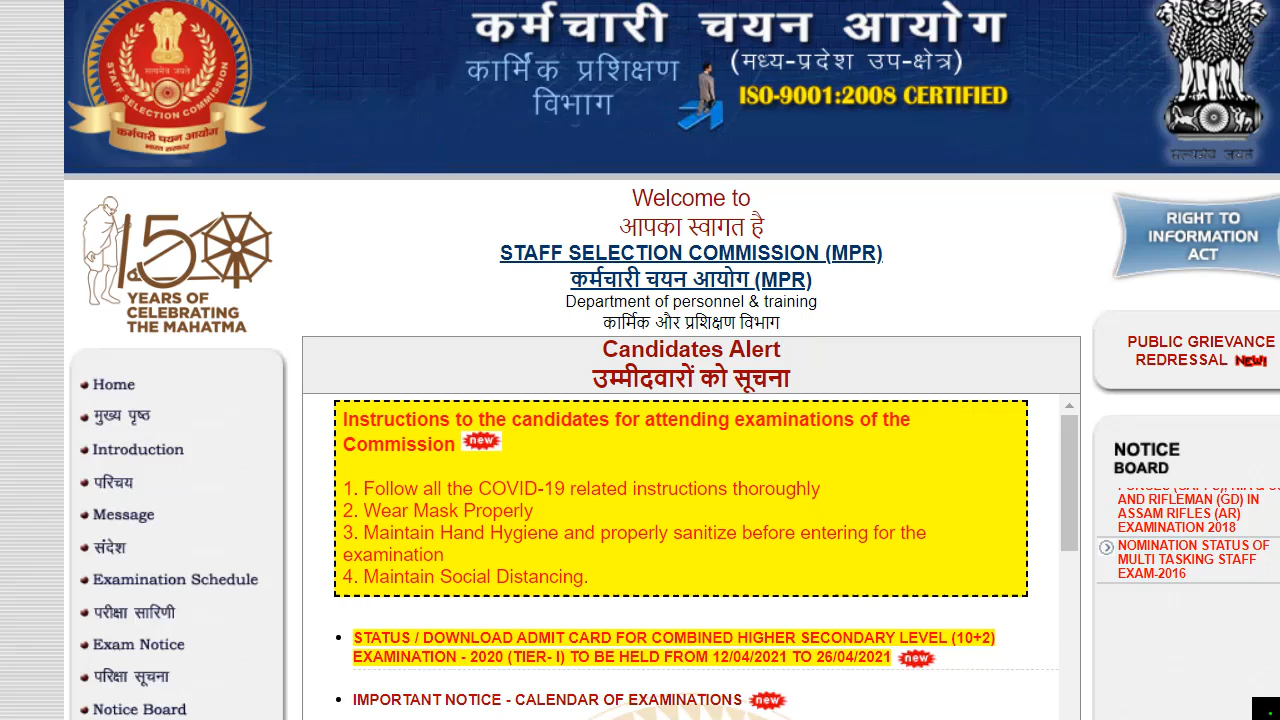 कर्मचारी चयन आयोग
कार्मिक प्रशिक्षण
विभाग
(मध्य-प्रदेश उप-क्षेत्र)
ISO-9001:2008 CERTIFIED
सत्यमेव जयते
STAFF SELECTION COMMISSION
कर्मचारी चयन आयोग
भारत सरकार
सत्यमेव जयते
150
YEARS OF
CELEBRATING
THE MAHATMA
Welcome to
आपका स्वागत है
STAFF SELECTION COMMISSION (MPR)
कर्मचारी चयन आयोग (MPR)
Department of personnel & training
कार्मिक और प्रशिक्षण विभाग
RIGHT TO
INFORMATION
ACT
PUBLIC GRIEVANCE
REDRESSAL NEW!
Home
मुख्य पृष्ठ
Introduction
परिचय
Message
संदेश
Examination Schedule
परीक्षा सारिणी
Exam Notice
परिक्षा सूचना
Notice Board
Candidates Alert
उम्मीदवारों को सूचना
Instructions to the candidates for attending examinations of the
Commission new
1. Follow all the COVID-19 related instructions thoroughly
2. Wear Mask Properly
3. Maintain Hand Hygiene and properly sanitize before entering for the
examination
4. Maintain Social Distancing.
STATUS / DOWNLOAD ADMIT CARD FOR COMBINED HIGHER SECONDARY LEVEL (10+2)
EXAMINATION - 2020 (TIER- I) TO BE HELD FROM 12/04/2021 TO 26/04/2021 new
IMPORTANT NOTICE - CALENDAR OF EXAMINATIONS new
NOTICE
BOARD
AND RIFLEMAN (GD) IN
ASSAM RIFLES (AR)
EXAMINATION 2018
NOMINATION STATUS OF
MULTI TASKING STAFF
EXAM-2016